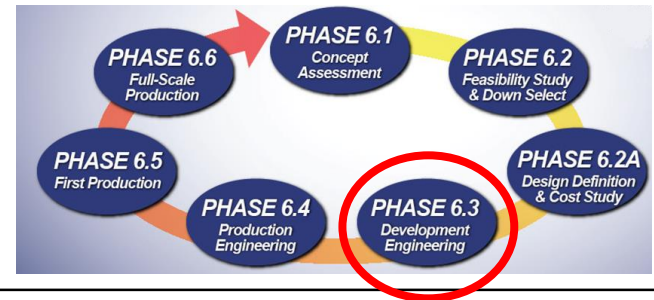 PHASE 6.1
Concept
Assessment
PHASE 6.2
Feasibility Study
& Down Select
PHASE 6.2A
Design Definition
& Cost Study
PHASE 6.3
Development
Engineering
PHASE 6.4
Production
Engineering
PHASE 6.5
First Production
PHASE 6.6
Full-Scale
Production